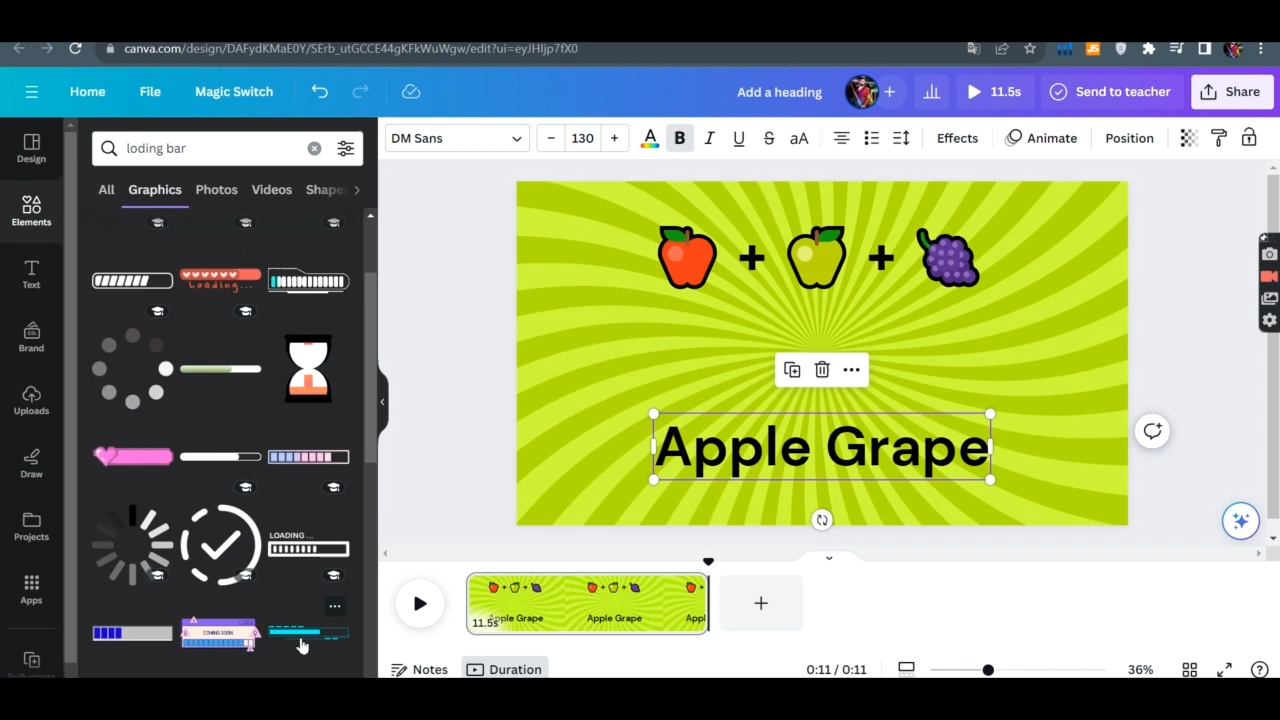 canva.com/design/DAFydKMaE0Y/SErb_utGCCE44gKFkWuWgw/edit?ui=eyJHIjp7fX0
Home File Magic Switch Add a heading 11.5s Send to teacher Share
DM Sans 130 A B I U S aA Effects Animate Position
Design
loding bar
All Graphics Photos Videos Shape
Elements
Text
Brand
Uploads
Draw
Projects
Apps
Loading...
LOADING ...
COMING SOON
+ +
Apple Grape
11.5s Apple Grape Apple Grape Appl
Notes Duration 0:11 / 0:11 36%